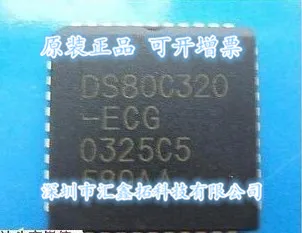 原装正品 可开增票
DS80C320
-ECG
0325C5
589AA
深圳市汇鑫拓科技有限公司